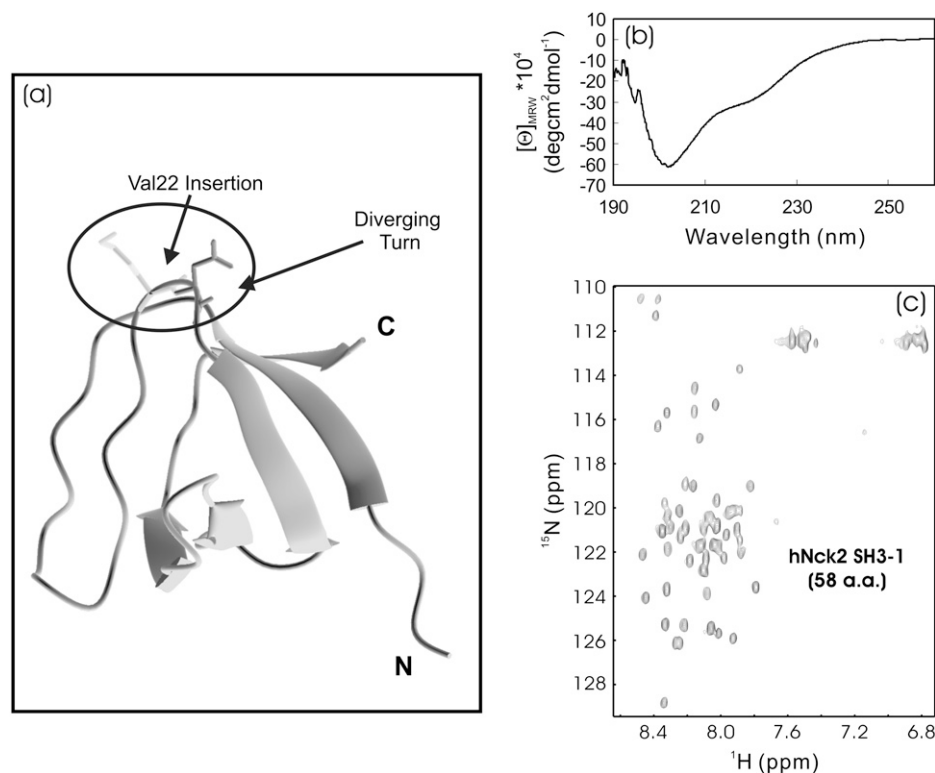 (a)
Val22 Insertion
Diverging
Turn
C
N
(b)
[Θ]MRW *10⁴
(degcm²dmol⁻¹)
10
0
-10
-20
-30
-40
-50
-60
-70
190
210
230
250
Wavelength (nm)
(c)
110
114
116
118
120
122
124
126
128
¹⁵N (ppm)
hNck2 SH3-1
(58 a.a.)
8.4
8.0
7.6
7.2
6.8
¹H (ppm)